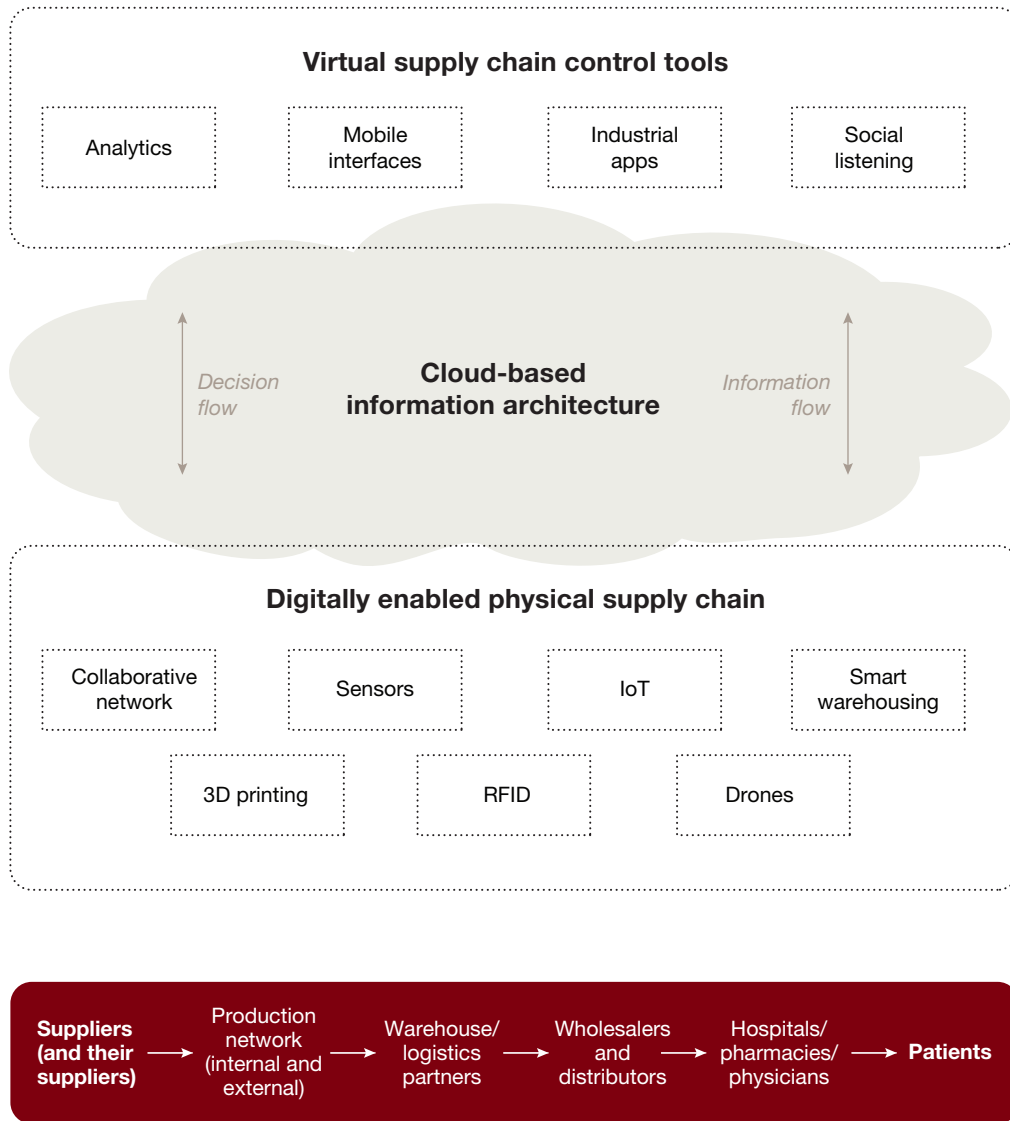 Virtual supply chain control tools
Analytics
Mobile
interfaces
Industrial
apps
Social
listening
Decision
flow
Cloud-based
information architecture
Information
flow
Digitally enabled physical supply chain
Collaborative
network
Sensors
IoT
Smart
warehousing
3D printing
RFID
Drones
Suppliers
(and their
suppliers)
Production
network
(internal and
external)
Warehouse/
logistics
partners
Wholesalers
and
distributors
Hospitals/
pharmacies/
physicians
Patients